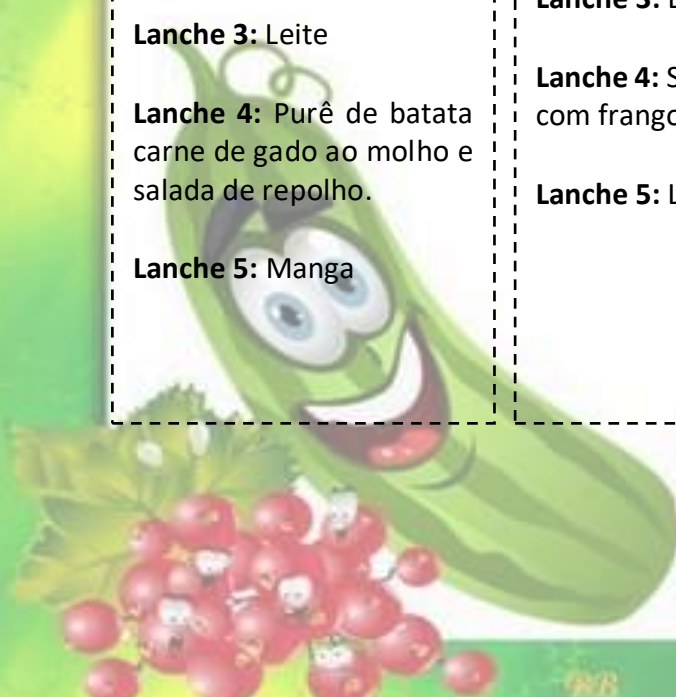 Lanche 3: Leite
Lanche 4: Purê de batata
carne de gado ao molho e
salada de repolho.
Lanche 5: Manga
Lanche 4:
com frango
Lanche 5: